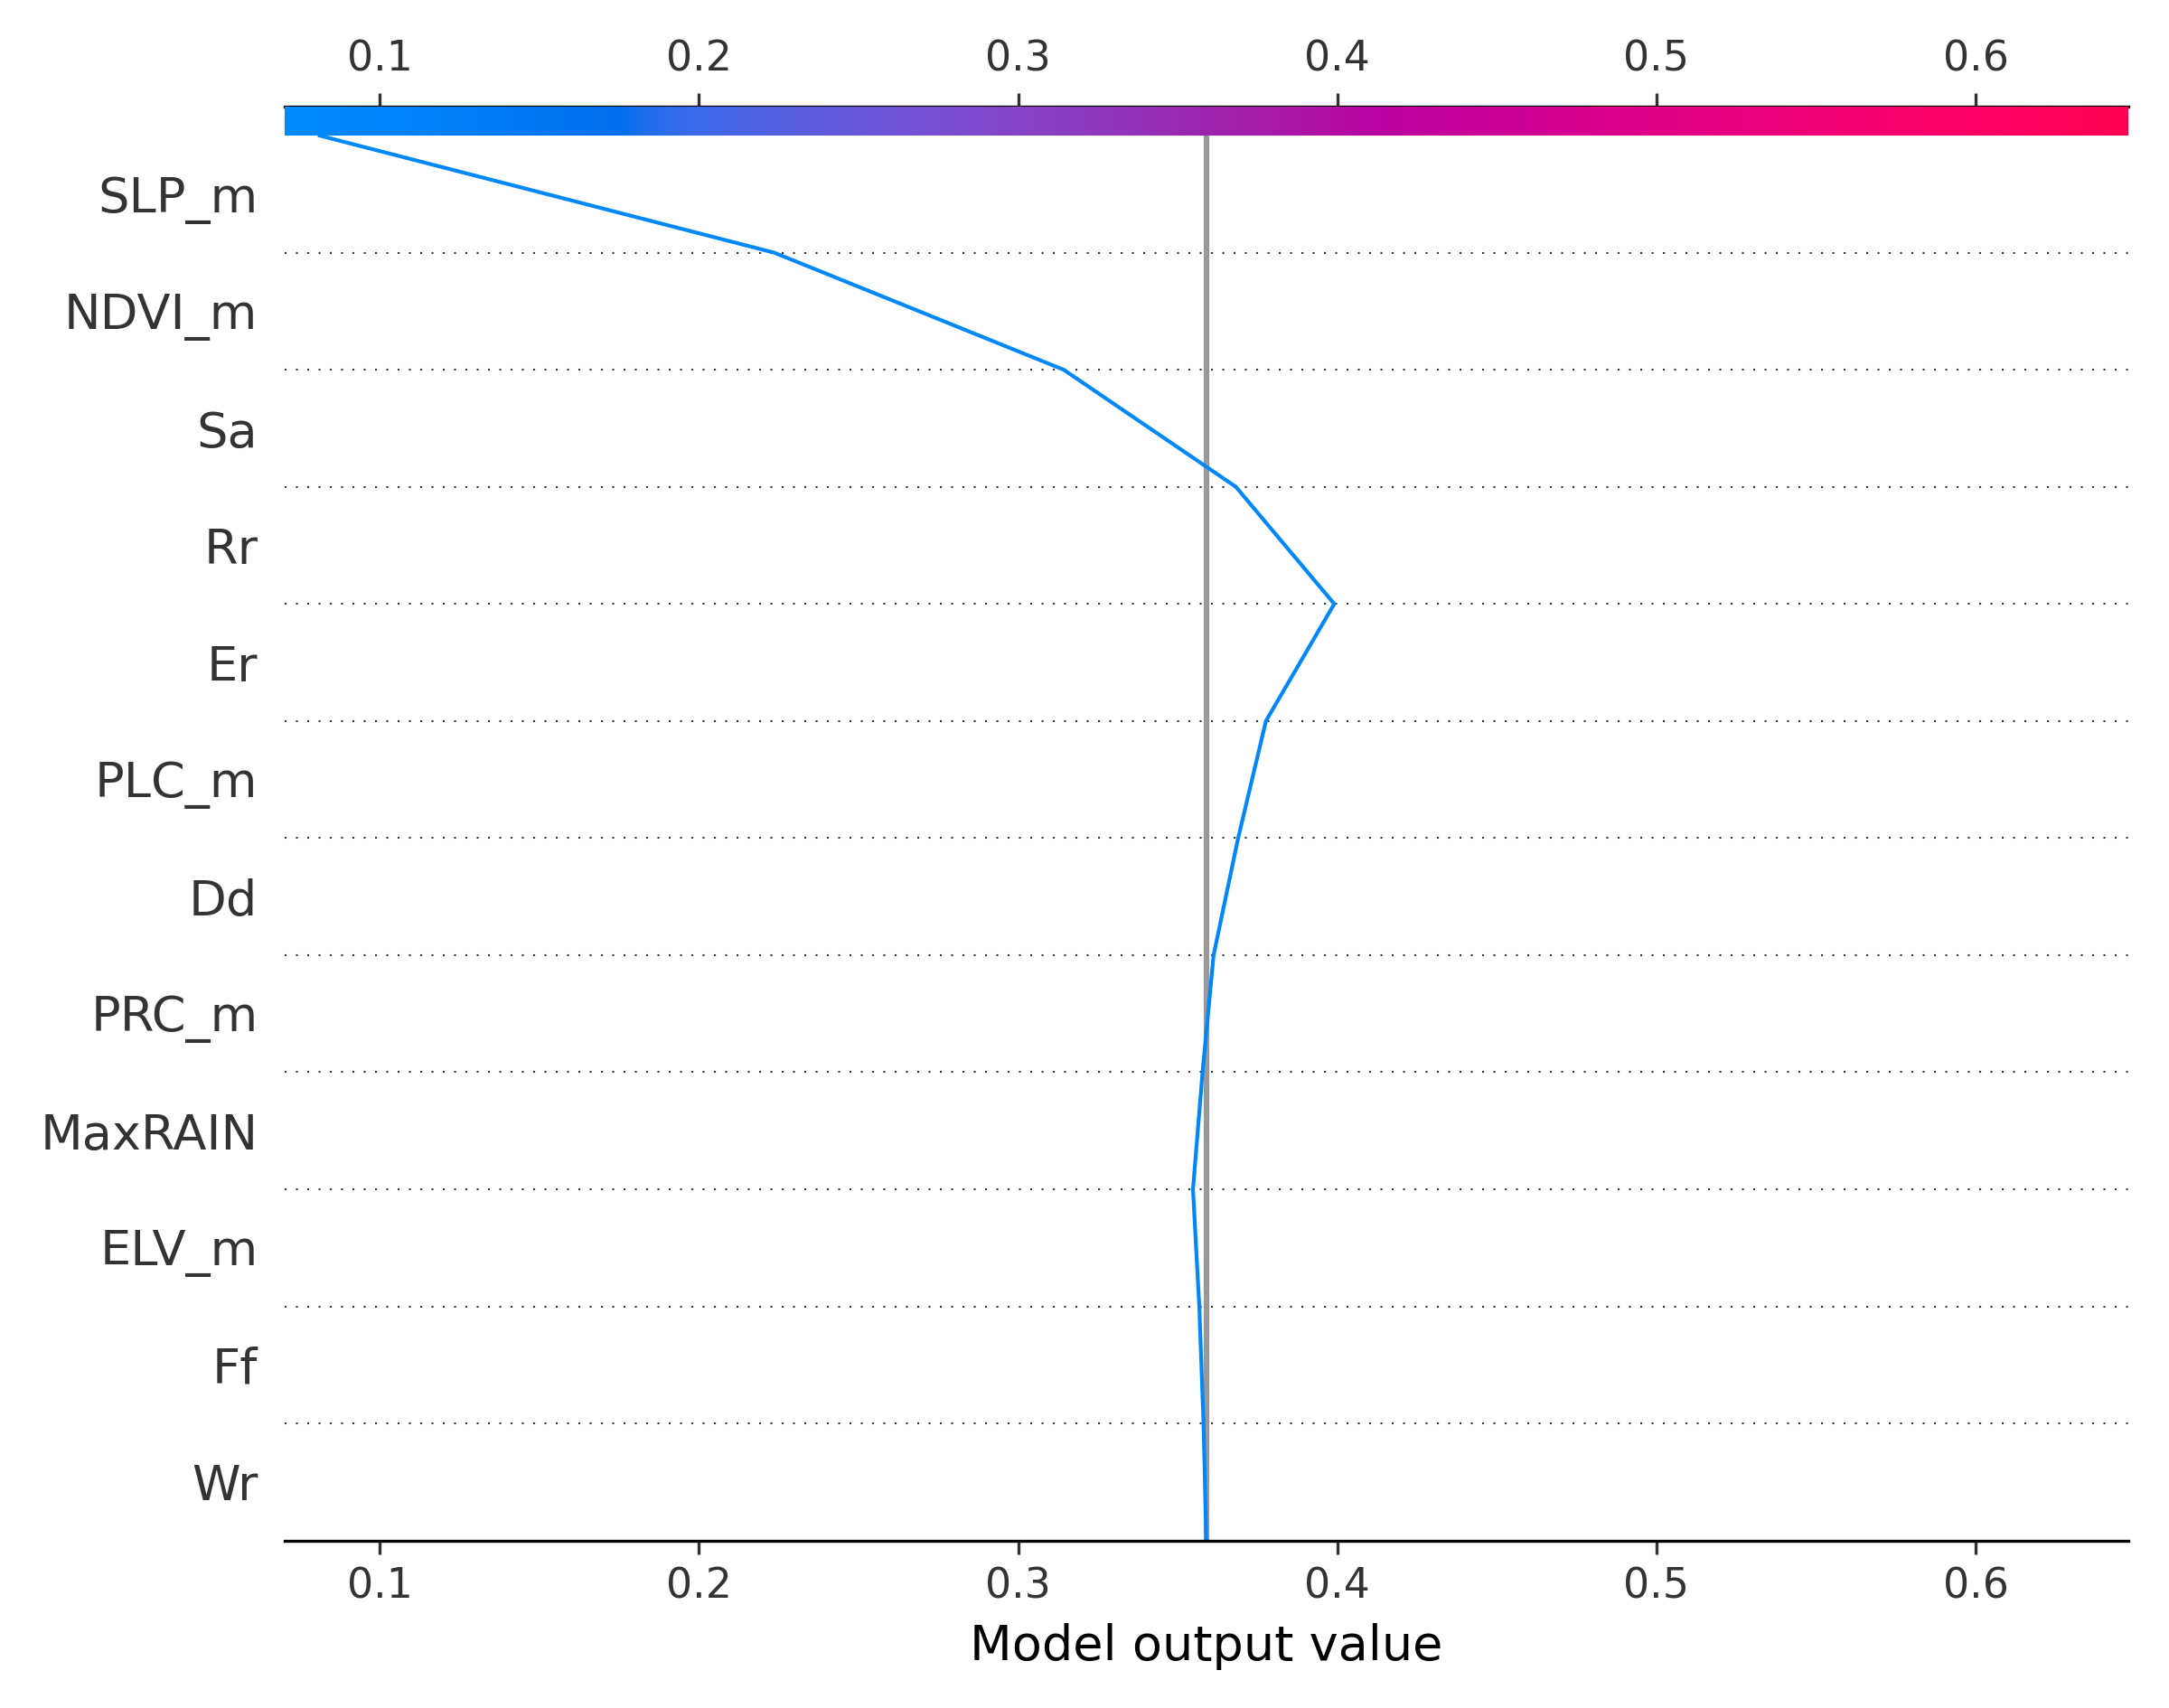 0.1 0.2 0.3 0.4 0.5 0.6
SLP_m
NDVI_m
Sa
Rr
Er
PLC_m
Dd
PRC_m
MaxRAIN
ELV_m
Ff
Wr
0.1 0.2 0.3 0.4 0.5 0.6
Model output value